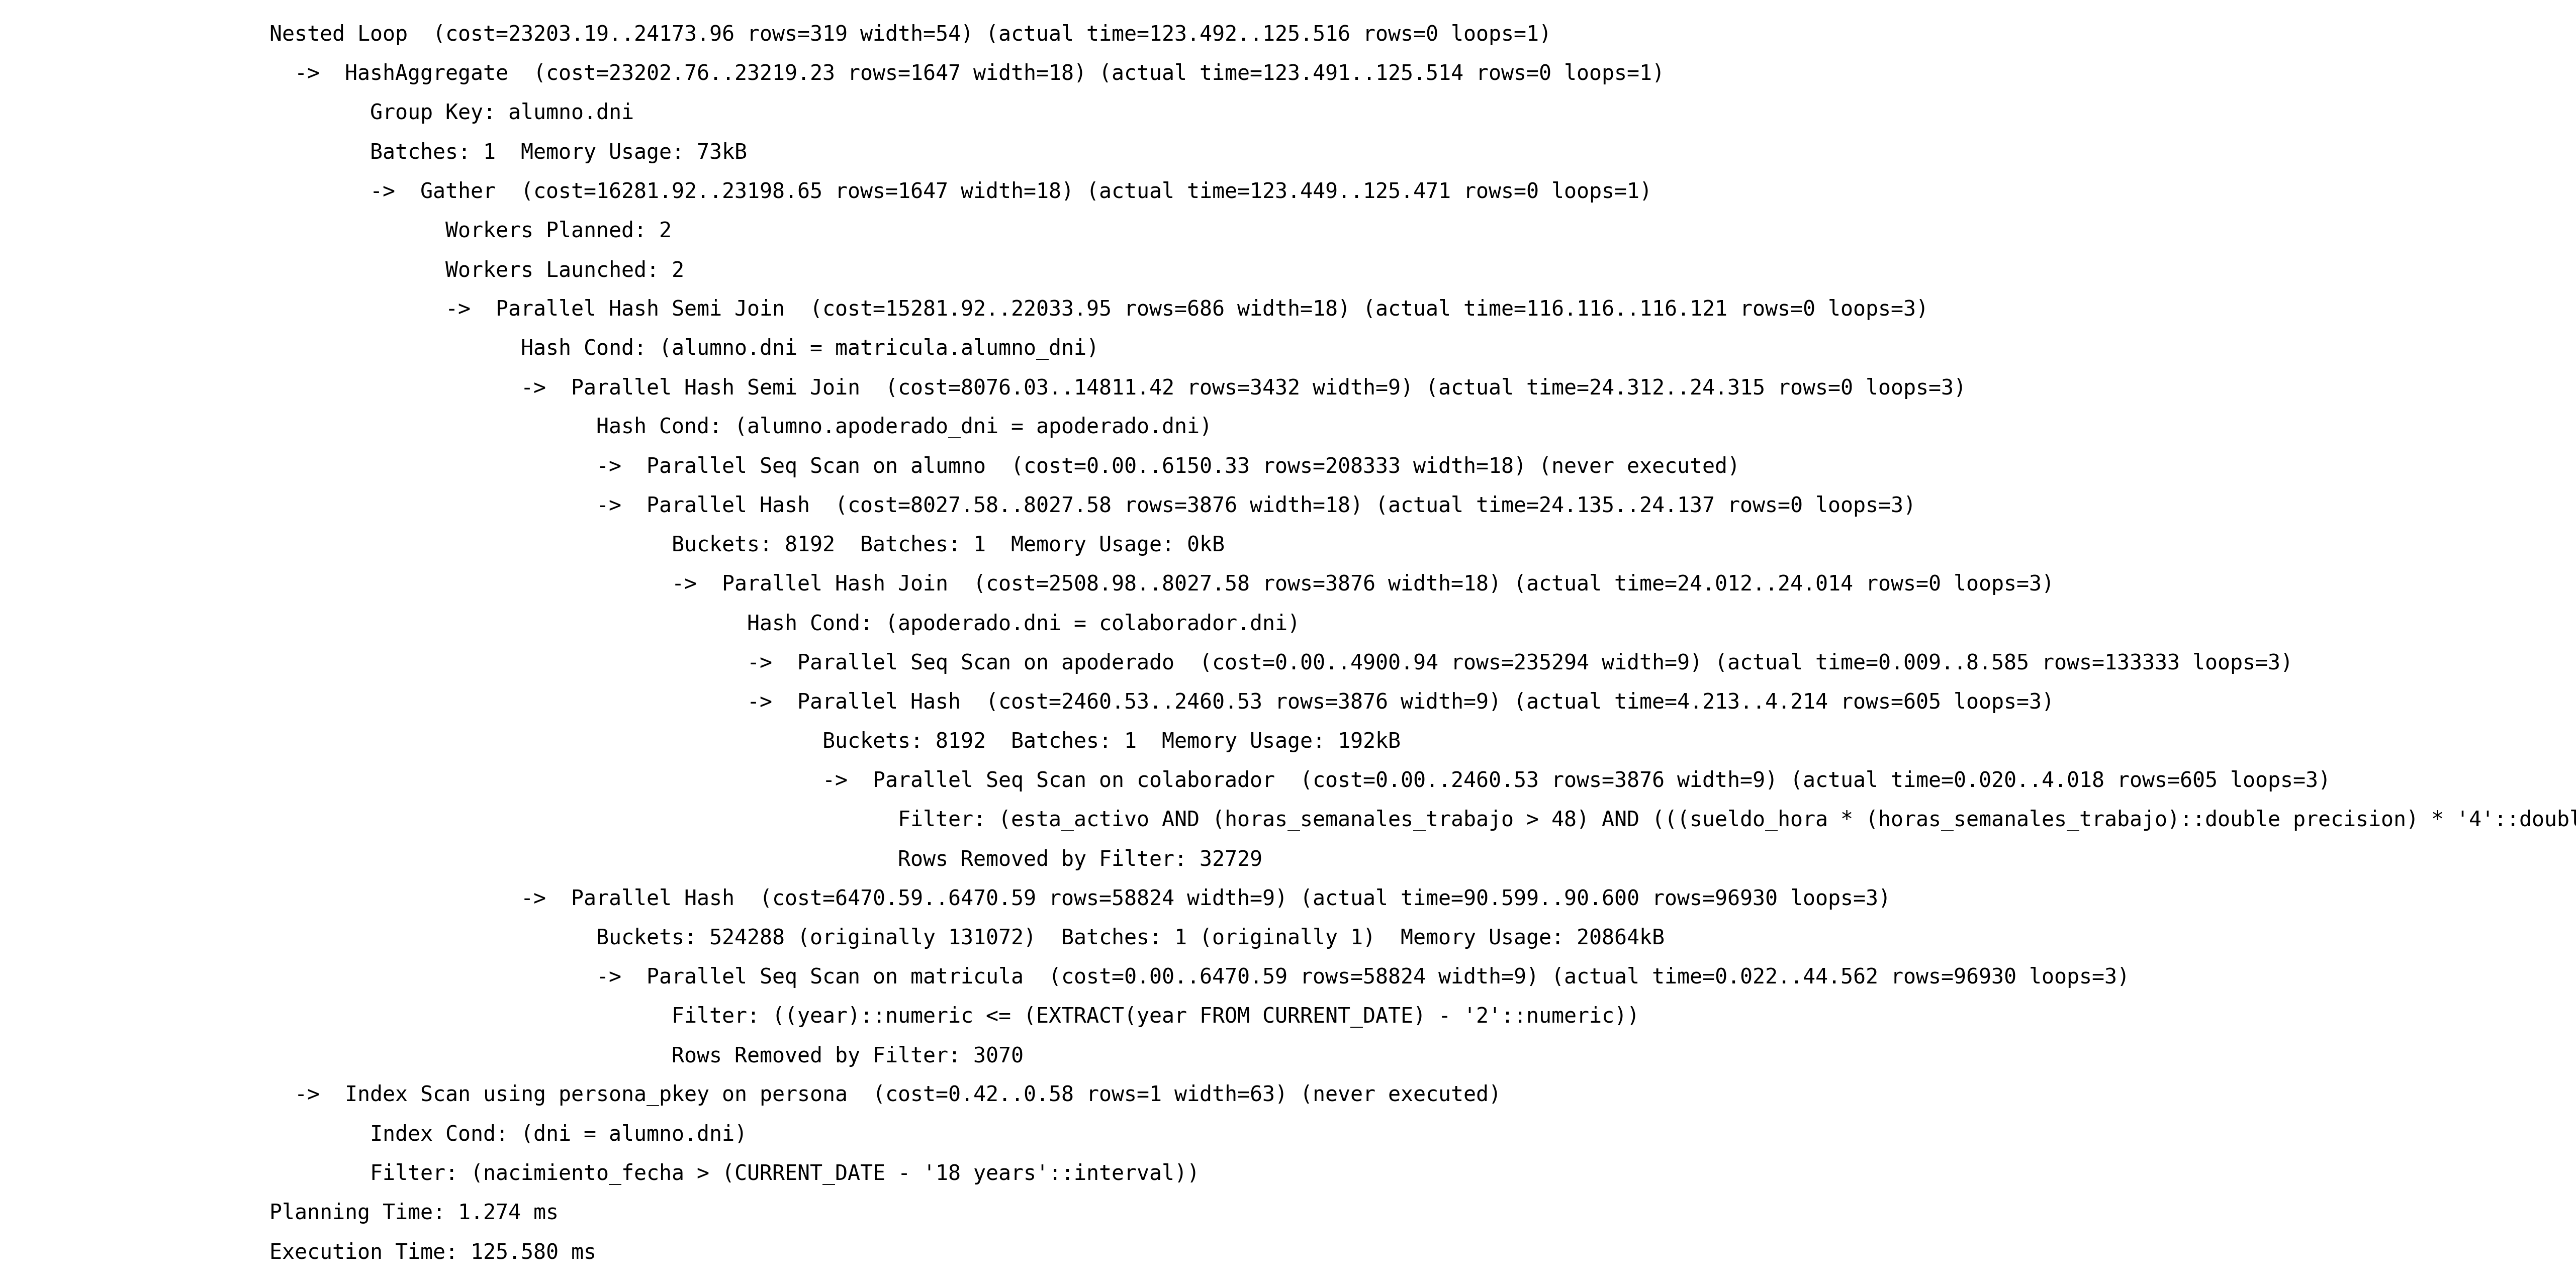 Nested Loop  (cost=23203.19..24173.96 rows=319 width=54) (actual time=123.492..125.516 rows=0 loops=1)
  ->  HashAggregate  (cost=23202.76..23219.23 rows=1647 width=18) (actual time=123.491..125.514 rows=0 loops=1)
        Group Key: alumno.dni
        Batches: 1  Memory Usage: 73kB
        ->  Gather  (cost=16281.92..23198.65 rows=1647 width=18) (actual time=123.449..125.471 rows=0 loops=1)
              Workers Planned: 2
              Workers Launched: 2
              ->  Parallel Hash Semi Join  (cost=15281.92..22033.95 rows=686 width=18) (actual time=116.116..116.121 rows=0 loops=3)
                    Hash Cond: (alumno.dni = matricula.alumno_dni)
                    ->  Parallel Hash Semi Join  (cost=8076.03..14811.42 rows=3432 width=9) (actual time=24.312..24.315 rows=0 loops=3)
                          Hash Cond: (alumno.apoderado_dni = apoderado.dni)
                          ->  Parallel Seq Scan on alumno  (cost=0.00..6150.33 rows=208333 width=18) (never executed)
                          ->  Parallel Hash  (cost=8027.58..8027.58 rows=3876 width=18) (actual time=24.135..24.137 rows=0 loops=3)
                                Buckets: 8192  Batches: 1  Memory Usage: 0kB
                                ->  Parallel Hash Join  (cost=2508.98..8027.58 rows=3876 width=18) (actual time=24.012..24.014 rows=0 loops=3)
                                      Hash Cond: (apoderado.dni = colaborador.dni)
                                      ->  Parallel Seq Scan on apoderado  (cost=0.00..4900.94 rows=235294 width=9) (actual time=0.009..8.585 rows=133333 loops=3)
                                      ->  Parallel Hash  (cost=2460.53..2460.53 rows=3876 width=9) (actual time=4.213..4.214 rows=605 loops=3)
                                            Buckets: 8192  Batches: 1  Memory Usage: 192kB
                                            ->  Parallel Seq Scan on colaborador  (cost=0.00..2460.53 rows=3876 width=9) (actual time=0.020..4.018 rows=605 loops=3)
                                                  Filter: (esta_activo AND (horas_semanales_trabajo > 48) AND (((sueldo_hora * (horas_semanales_trabajo)::double precision) * '4'::doubl
                                                  Rows Removed by Filter: 32729
                    ->  Parallel Hash  (cost=6470.59..6470.59 rows=58824 width=9) (actual time=90.599..90.600 rows=96930 loops=3)
                          Buckets: 524288 (originally 131072)  Batches: 1 (originally 1)  Memory Usage: 20864kB
                          ->  Parallel Seq Scan on matricula  (cost=0.00..6470.59 rows=58824 width=9) (actual time=0.022..44.562 rows=96930 loops=3)
                                Filter: ((year)::numeric <= (EXTRACT(year FROM CURRENT_DATE) - '2'::numeric))
                                Rows Removed by Filter: 3070
  ->  Index Scan using persona_pkey on persona  (cost=0.42..0.58 rows=1 width=63) (never executed)
        Index Cond: (dni = alumno.dni)
        Filter: (nacimiento_fecha > (CURRENT_DATE - '18 years'::interval))
Planning Time: 1.274 ms
Execution Time: 125.580 ms